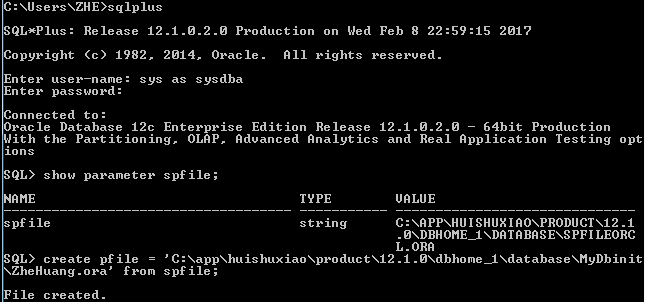 C:\Users\ZHE>sqlplus
SQL*Plus: Release 12.1.0.2.0 Production on Wed Feb 8 22:59:15 2017
Copyright (c) 1982, 2014, Oracle.  All rights reserved.
Enter user-name: sys as sysdba
Enter password:
Connected to:
Oracle Database 12c Enterprise Edition Release 12.1.0.2.0 - 64bit Production
With the Partitioning, OLAP, Advanced Analytics and Real Application Testing opt
ions
SQL> show parameter spfile;
NAME                                 TYPE        VALUE
------------------------------------ ----------- ------------------------------
spfile                               string      C:\APP\HUISHUXIAO\PRODUCT\12.1
                                                 .0\DBHOME_1\DATABASE\SPFILEORC
                                                 L.ORA
SQL> create pfile = 'C:\app\huishuxiao\product\12.1.0\dbhome_1\database\MyDbinit
\ZheHuang.ora' from spfile;
File created.